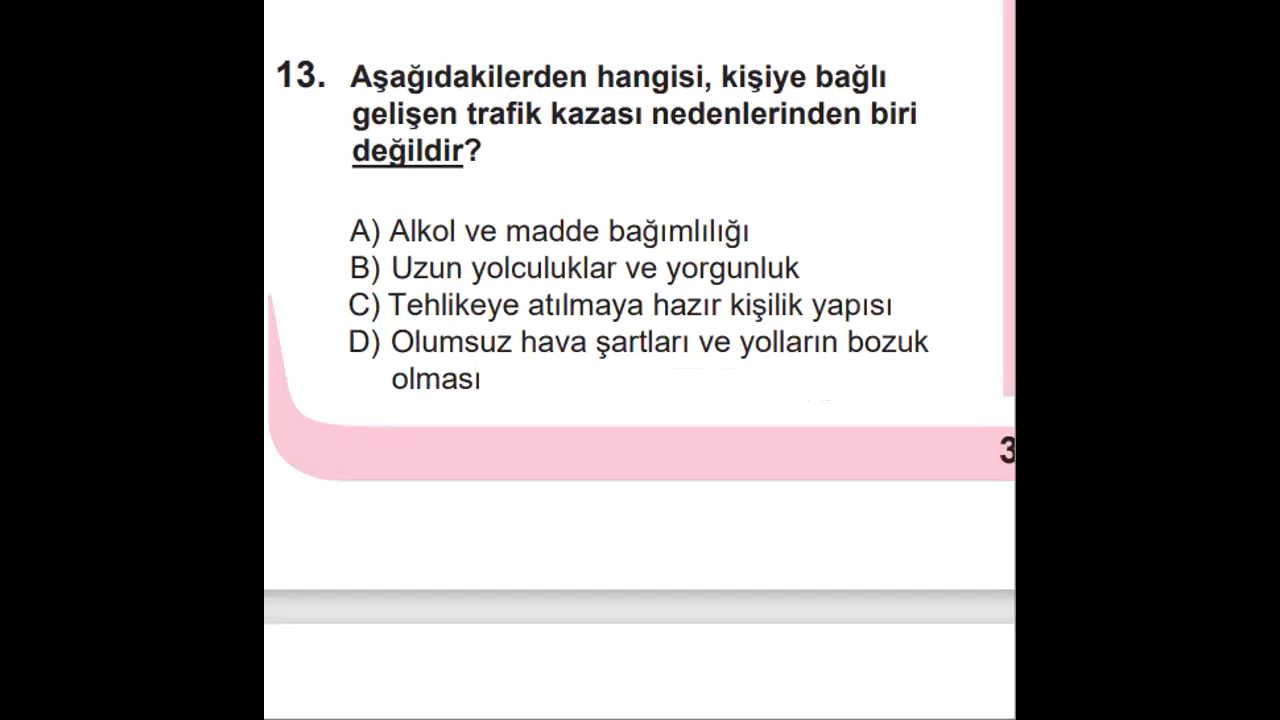 13. Aşağıdakilerden hangisi, kişiye bağlı
gelişen trafik kazası nedenlerinden biri
değildir?
A) Alkol ve madde bağımlılığı
B) Uzun yolculuklar ve yorgunluk
C) Tehlikeye atılmaya hazır kişilik yapısı
D) Olumsuz hava şartları ve yolların bozuk
olması
3